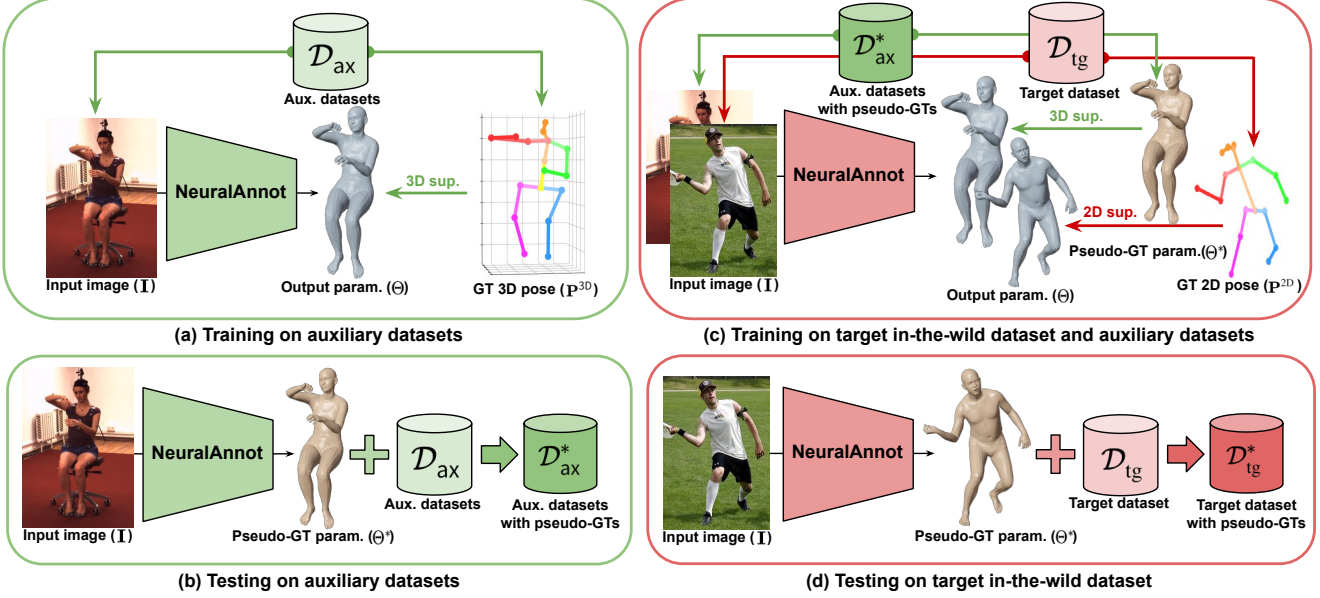 𝒟ax
Aux. datasets
NeuralAnnot
3D sup.
Input image (I)
Output param. (Θ)
GT 3D pose (P³ᴰ)
(a) Training on auxiliary datasets
𝒟*ax
Aux. datasets
with pseudo-GTs
𝒟tg
Target dataset
NeuralAnnot
3D sup.
2D sup.
Pseudo-GT param.(Θ*)
Input image (I)
Output param. (Θ)
GT 2D pose (P²ᴰ)
(c) Training on target in-the-wild dataset and auxiliary datasets
NeuralAnnot
𝒟ax
Aux. datasets
𝒟*ax
Aux. datasets
with pseudo-GTs
Input image (I)
Pseudo-GT param. (Θ*)
(b) Testing on auxiliary datasets
NeuralAnnot
𝒟tg
Target dataset
𝒟*tg
Target dataset
with pseudo-GTs
Input image (I)
Pseudo-GT param. (Θ*)
(d) Testing on target in-the-wild dataset